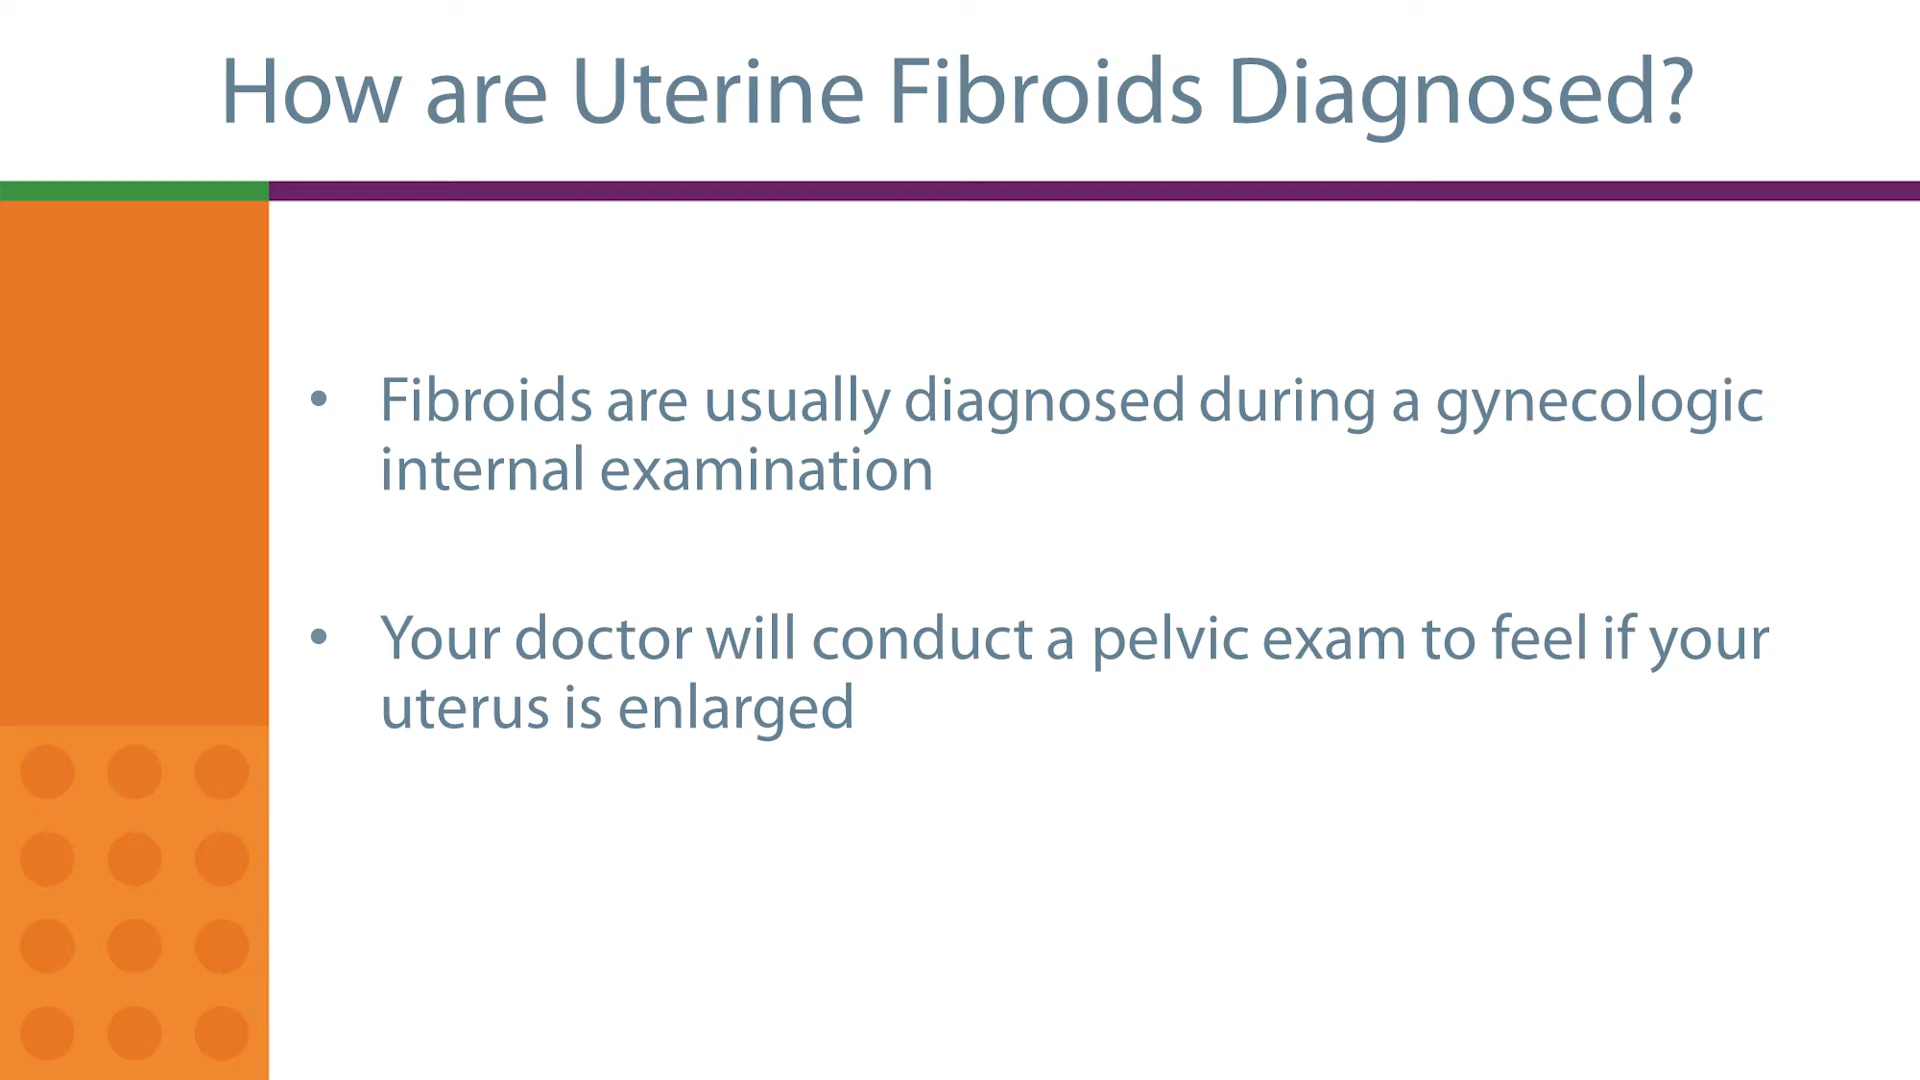 How are Uterine Fibroids Diagnosed?
• Fibroids are usually diagnosed during a gynecologic
internal examination
• Your doctor will conduct a pelvic exam to feel if your
uterus is enlarged